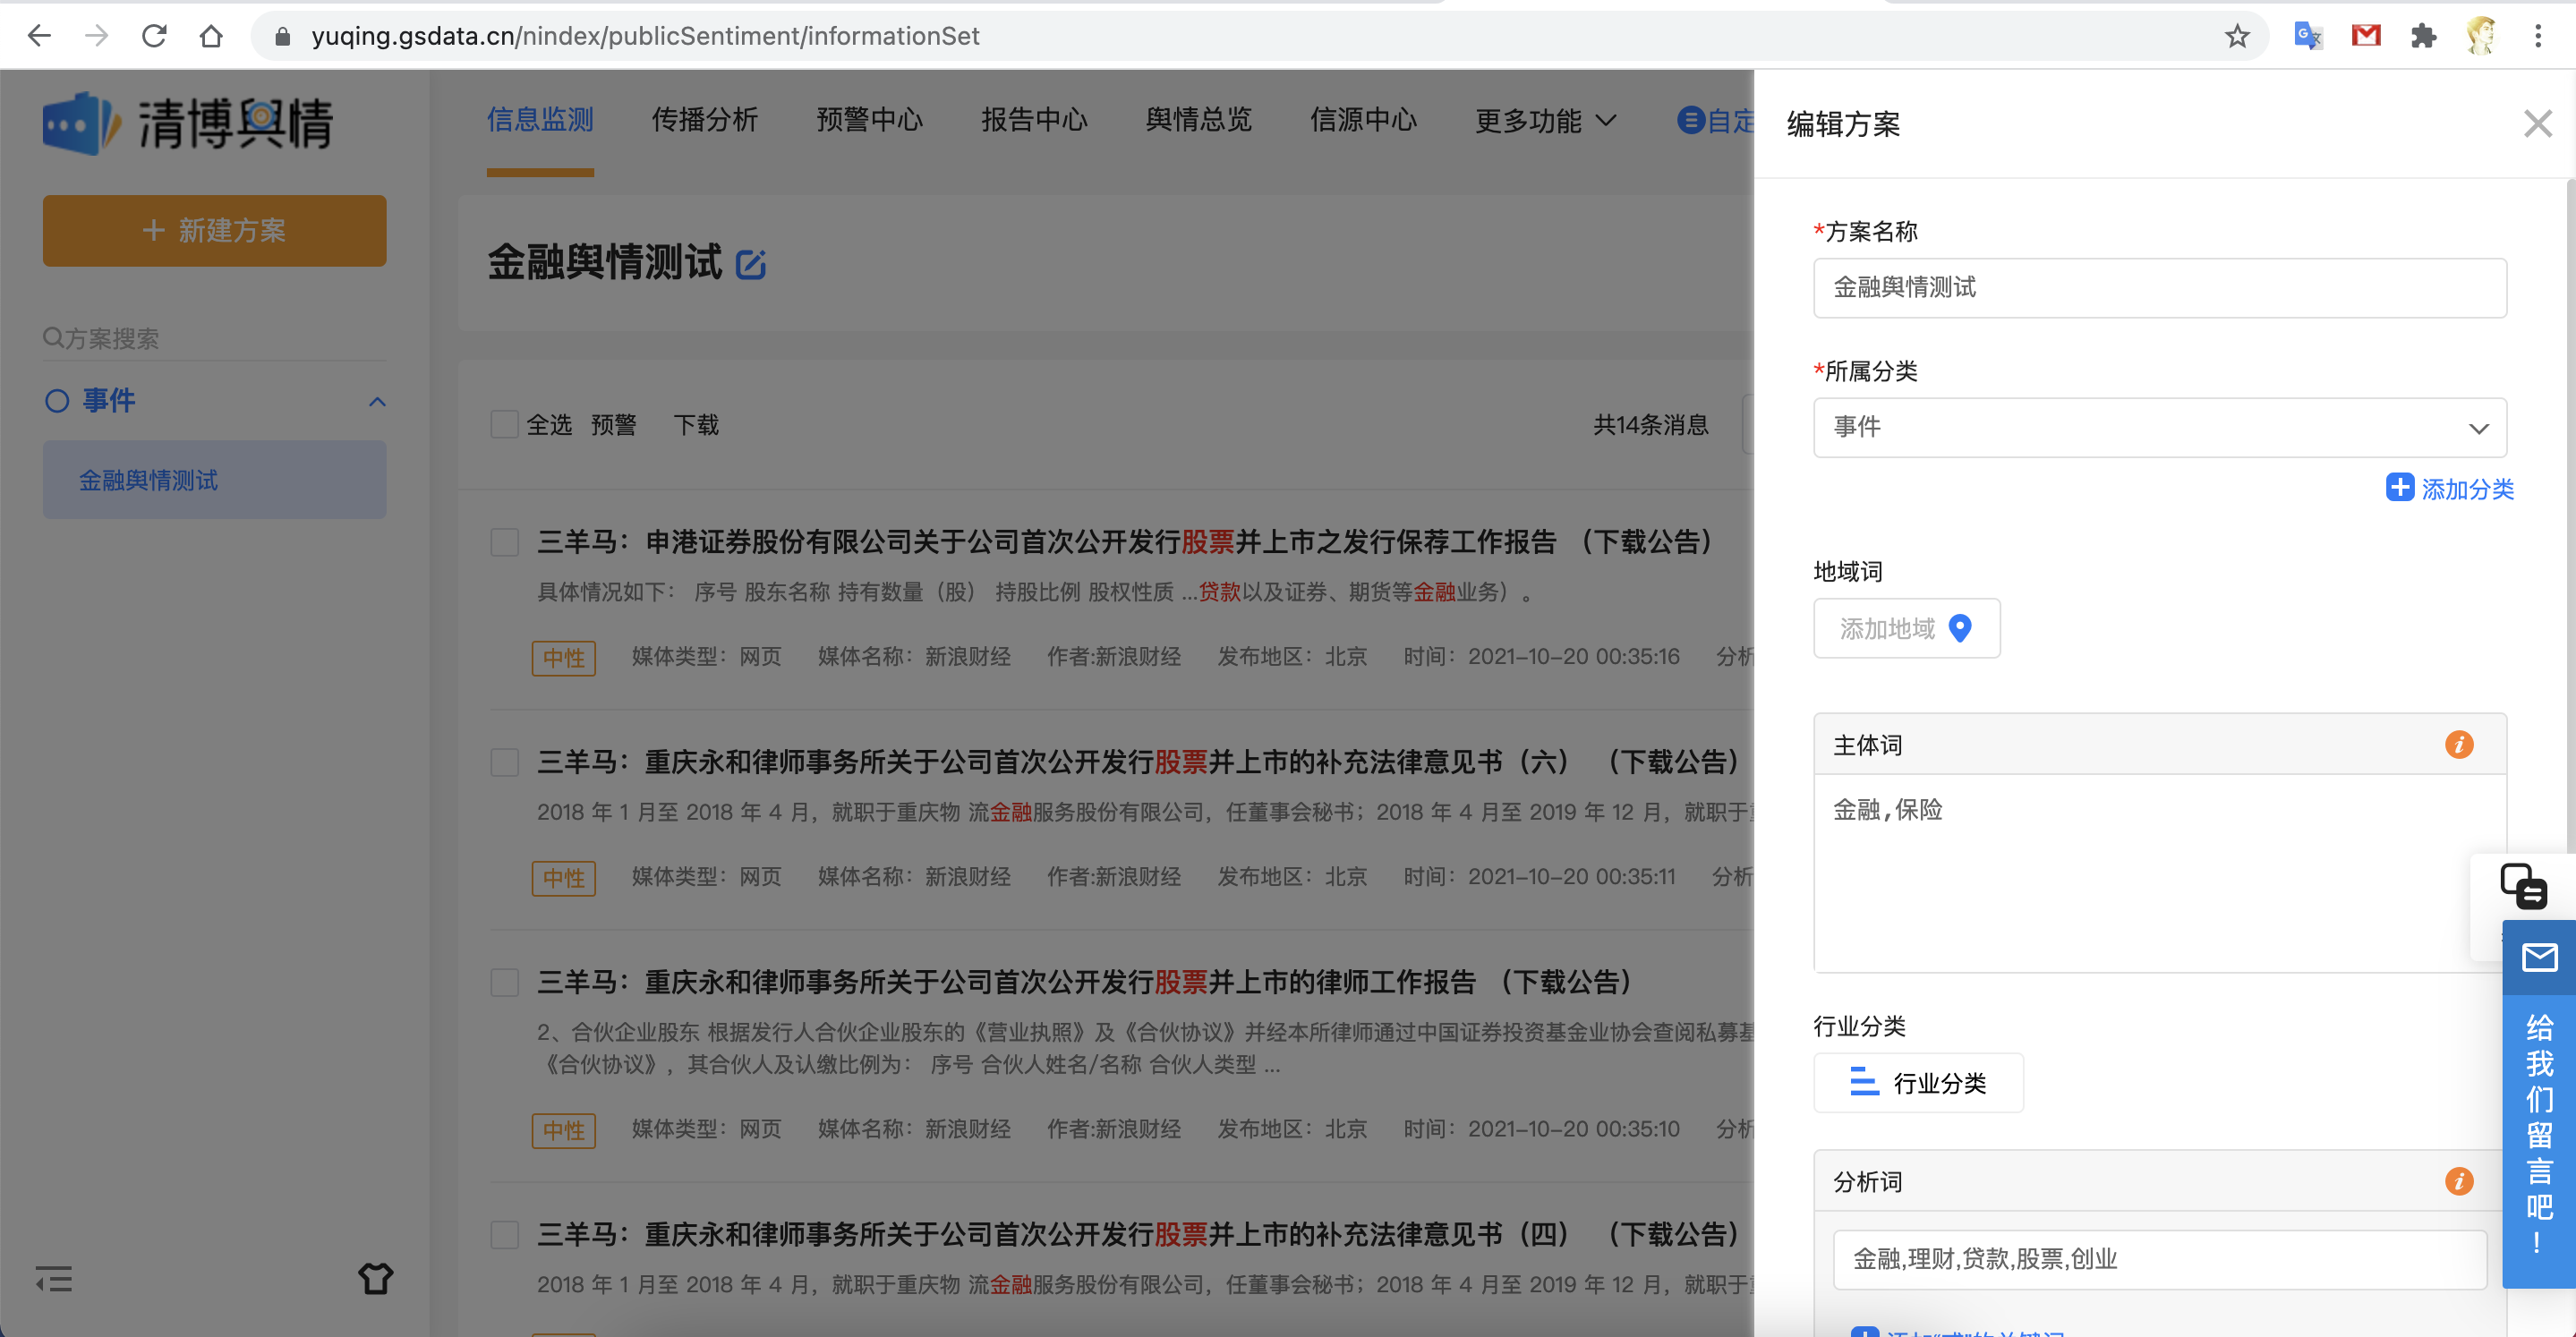 yuqing.gsdata.cn/nindex/publicSentiment/informationSet
清博舆情
信息监测 传播分析 预警中心 报告中心 舆情总览 信源中心 更多功能 自定
+ 新建方案
方案搜索
事件
金融舆情测试
金融舆情测试
全选 预警 下载 共14条消息
三羊马：申港证券股份有限公司关于公司首次公开发行股票并上市之发行保荐工作报告 （下载公告）
具体情况如下： 序号 股东名称 持有数量（股） 持股比例 股权性质 ...贷款以及证券、期货等金融业务）。
中性 媒体类型：网页 媒体名称：新浪财经 作者:新浪财经 发布地区：北京 时间：2021-10-20 00:35:16 分析
三羊马：重庆永和律师事务所关于公司首次公开发行股票并上市的补充法律意见书（六） （下载公告）
2018 年 1 月至 2018 年 4 月，就职于重庆物 流金融服务股份有限公司，任董事会秘书；2018 年 4 月至 2019 年 12 月，就职于
中性 媒体类型：网页 媒体名称：新浪财经 作者:新浪财经 发布地区：北京 时间：2021-10-20 00:35:11 分析
三羊马：重庆永和律师事务所关于公司首次公开发行股票并上市的律师工作报告 （下载公告）
2、合伙企业股东 根据发行人合伙企业股东的《营业执照》及《合伙协议》并经本所律师通过中国证券投资基金业协会查阅私募基
《合伙协议》，其合伙人及认缴比例为： 序号 合伙人姓名/名称 合伙人类型 ...
中性 媒体类型：网页 媒体名称：新浪财经 作者:新浪财经 发布地区：北京 时间：2021-10-20 00:35:10 分析
三羊马：重庆永和律师事务所关于公司首次公开发行股票并上市的补充法律意见书（四） （下载公告）
2018 年 1 月至 2018 年 4 月，就职于重庆物 流金融服务股份有限公司，任董事会秘书；2018 年 4 月至 2019 年 12 月，就职于
编辑方案
*方案名称
金融舆情测试
*所属分类
事件
添加分类
地域词
添加地域
主体词
金融,保险
行业分类
行业分类
分析词
金融,理财,贷款,股票,创业
添加“或”的关键词
给我们留言吧！